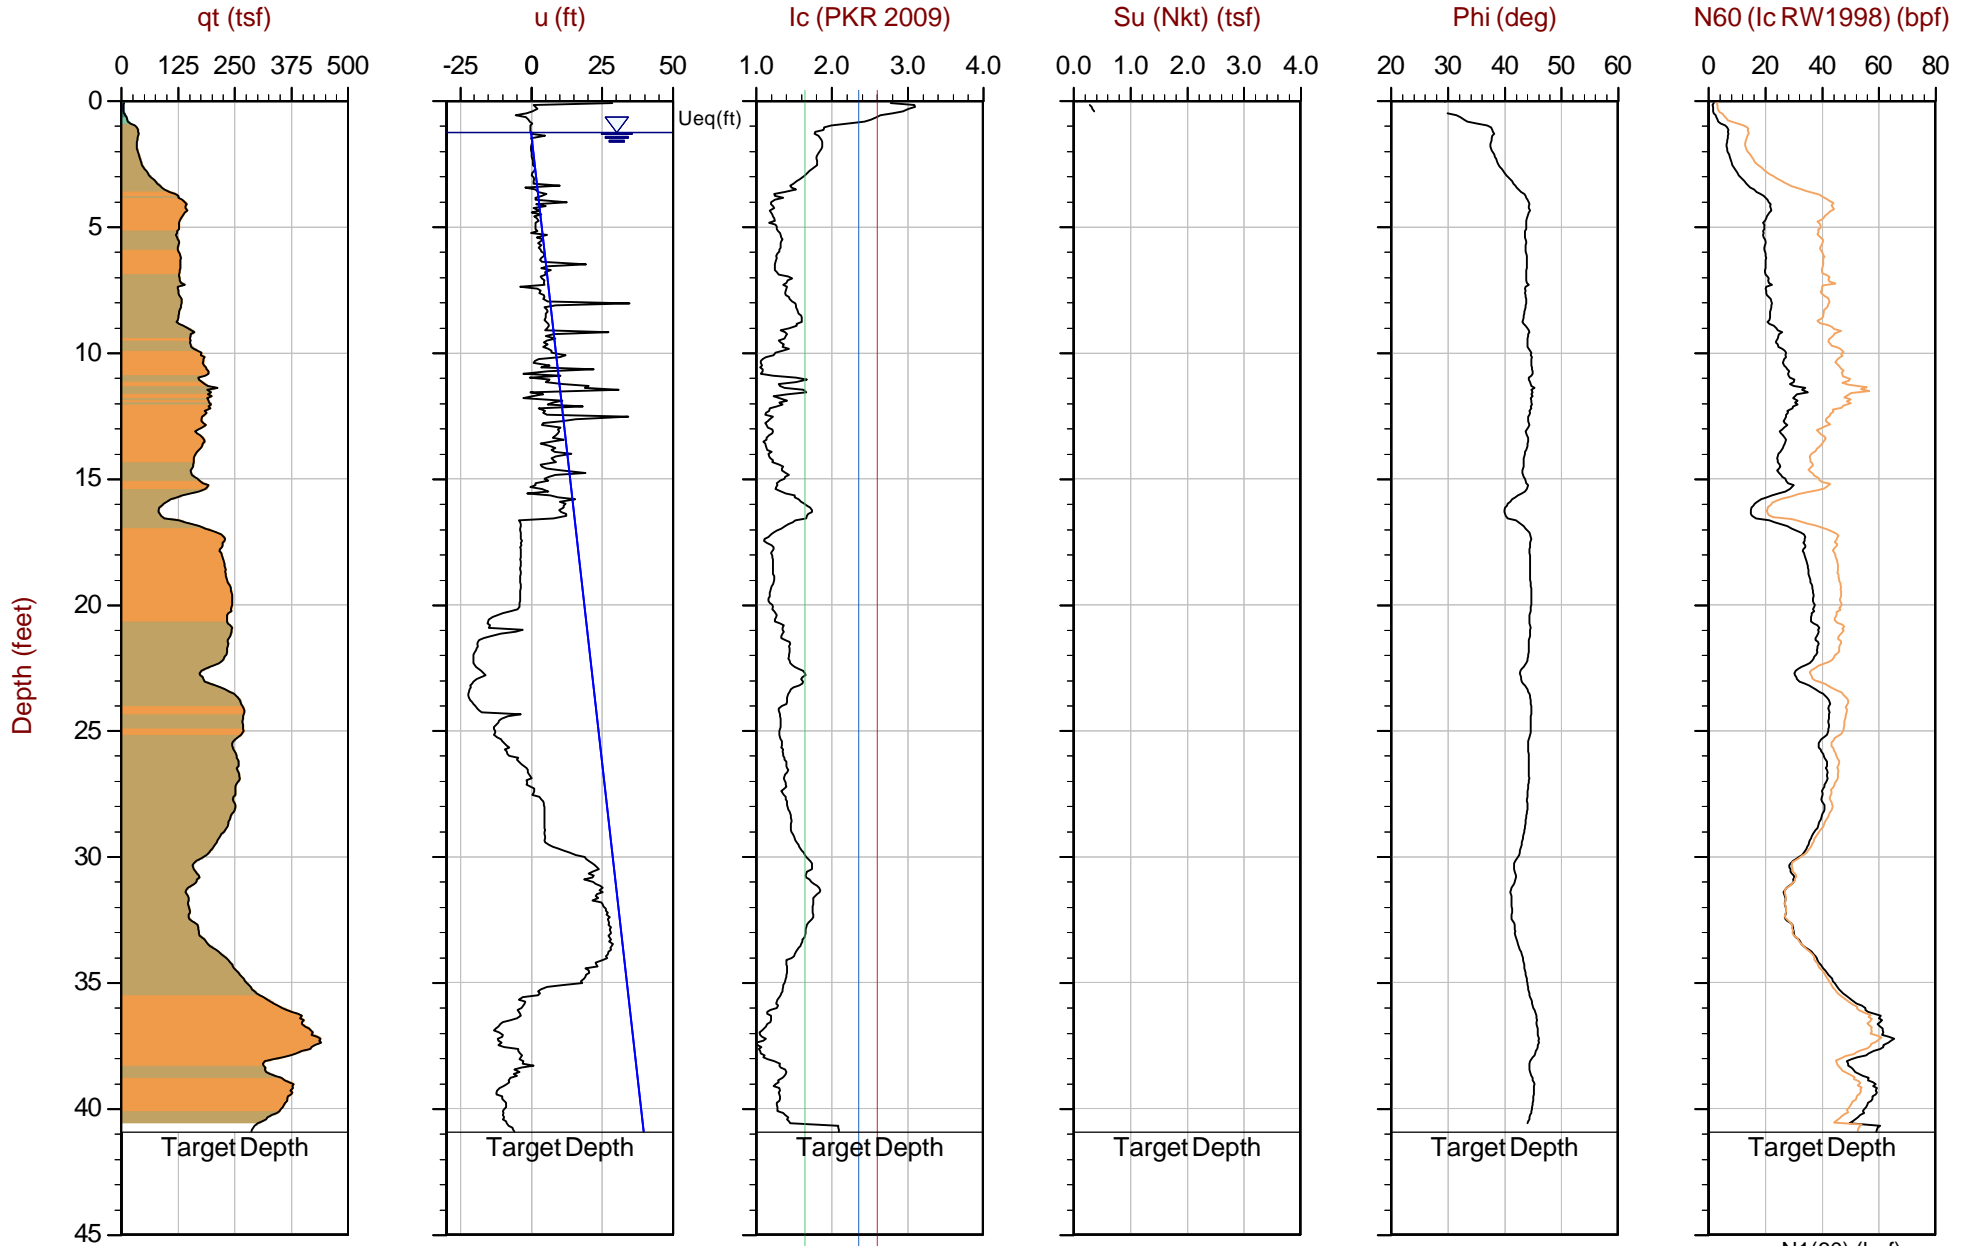 qt (tsf) u (ft) Ic (PKR 2009) Su (Nkt) (tsf) Phi (deg) N60 (Ic RW1998) (bpf)
0 125 250 375 500 -25 0 25 50 1.0 2.0 3.0 4.0 0.0 1.0 2.0 3.0 4.0 20 30 40 50 60 0 20 40 60 80
0
Ueq(ft)
5
10
15
20
Depth (feet)
25
30
35
40
Target Depth Target Depth Target Depth Target Depth Target Depth Target Depth
45